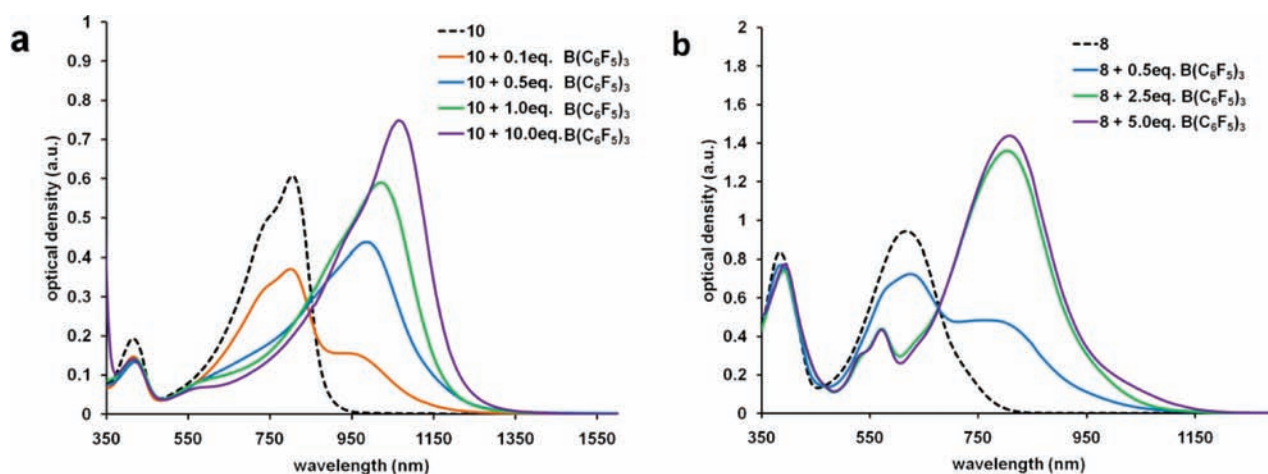 a
1
0.9
0.8
0.7
0.6
0.5
0.4
0.3
0.2
0.1
0
optical density (a.u.)
350 550 750 950 1150 1350 1550
wavelength (nm)
10
10 + 0.1eq. B(C₆F₅)₃
10 + 0.5eq. B(C₆F₅)₃
10 + 1.0eq. B(C₆F₅)₃
10 + 10.0eq.B(C₆F₅)₃
b
2
1.8
1.6
1.4
1.2
1
0.8
0.6
0.4
0.2
0
optical density (a.u.)
350 550 750 950 1150
wavelength (nm)
8
8 + 0.5eq. B(C₆F₅)₃
8 + 2.5eq. B(C₆F₅)₃
8 + 5.0eq. B(C₆F₅)₃